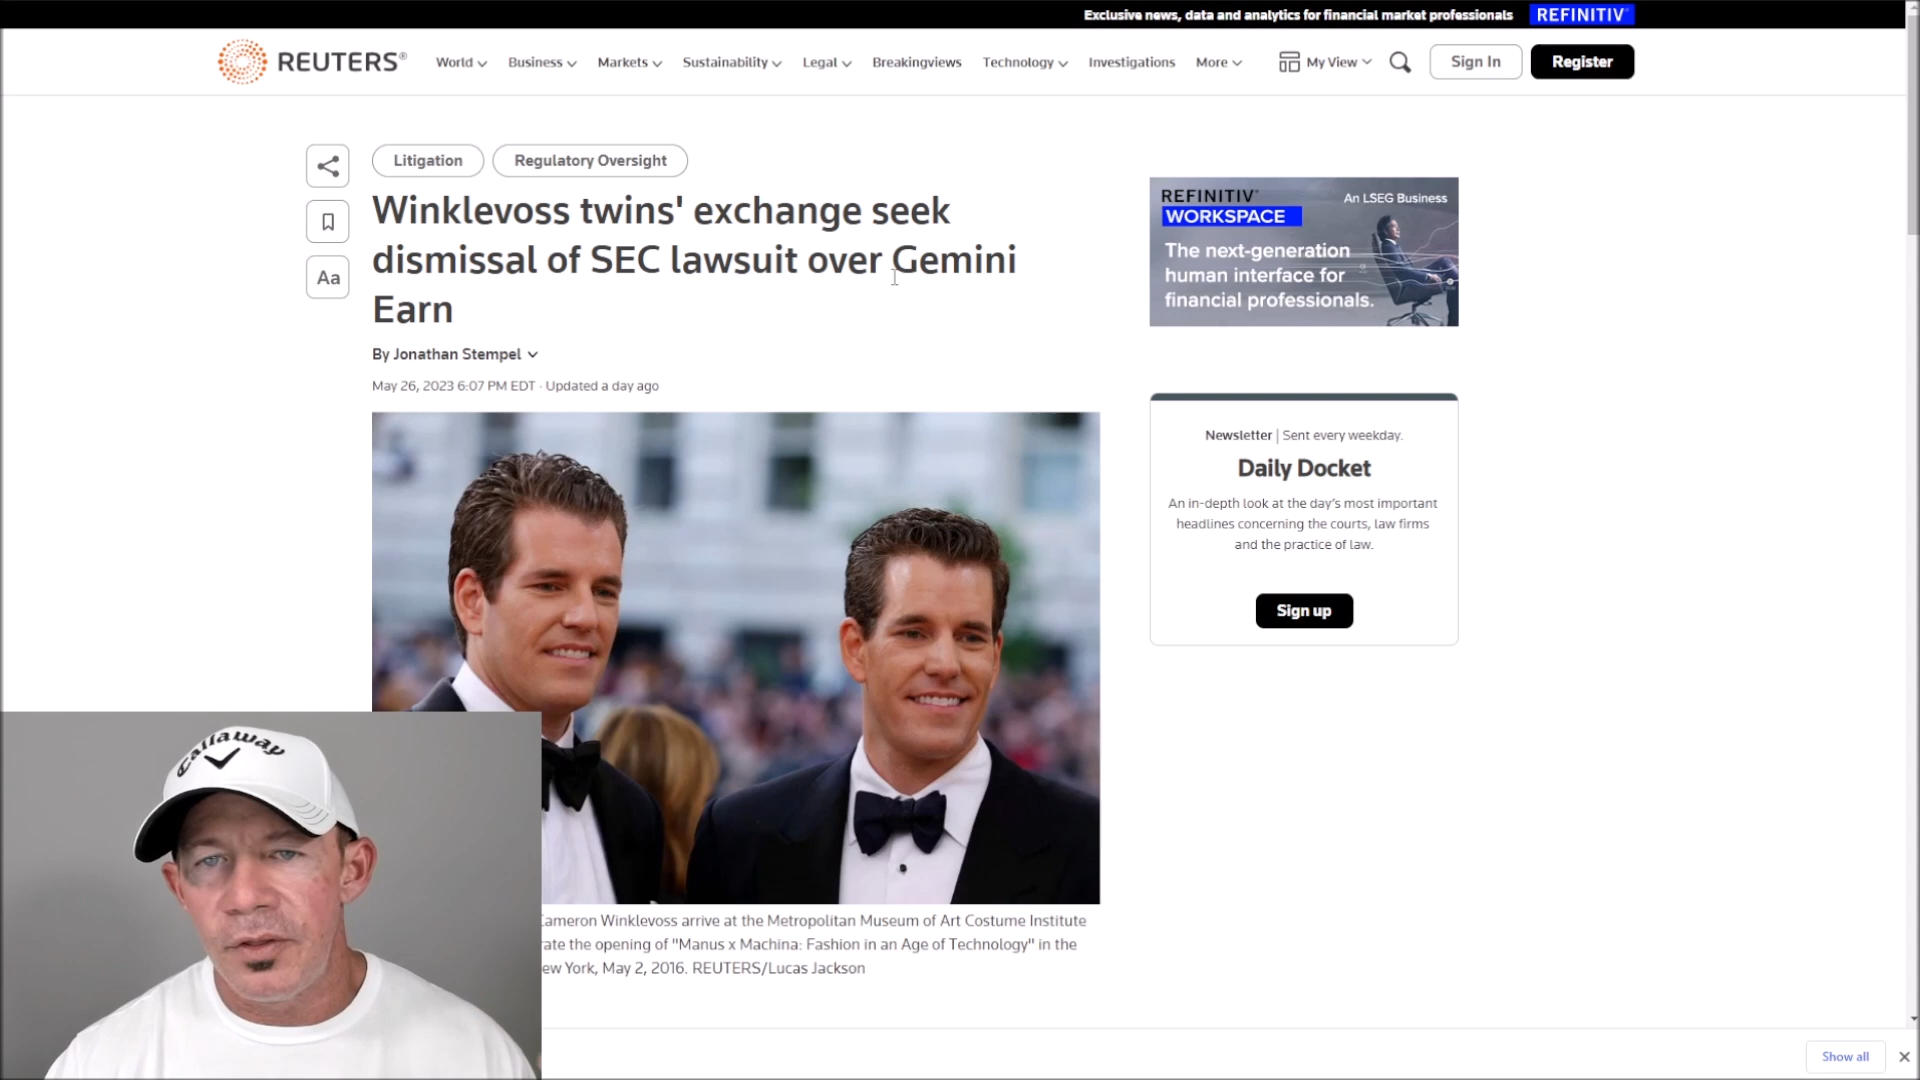 Exclusive news, data and analytics for financial market professionals REFINITIV
REUTERS® World Business Markets Sustainability Legal Breakingviews Technology Investigations More My View Sign In Register
Litigation Regulatory Oversight
Winklevoss twins' exchange seek
dismissal of SEC lawsuit over Gemini
Earn
Aa
By Jonathan Stempel
May 26, 2023 6:07 PM EDT · Updated a day ago
REFINITIV
An LSEG Business
WORKSPACE
The next-generation
human interface for
financial professionals.
Newsletter | Sent every weekday.
Daily Docket
An in-depth look at the day's most important
headlines concerning the courts, law firms
and the practice of law.
Sign up
Callaway
Cameron Winklevoss arrive at the Metropolitan Museum of Art Costume Institute
rate the opening of "Manus x Machina: Fashion in an Age of Technology" in the
ew York, May 2, 2016. REUTERS/Lucas Jackson
Show all